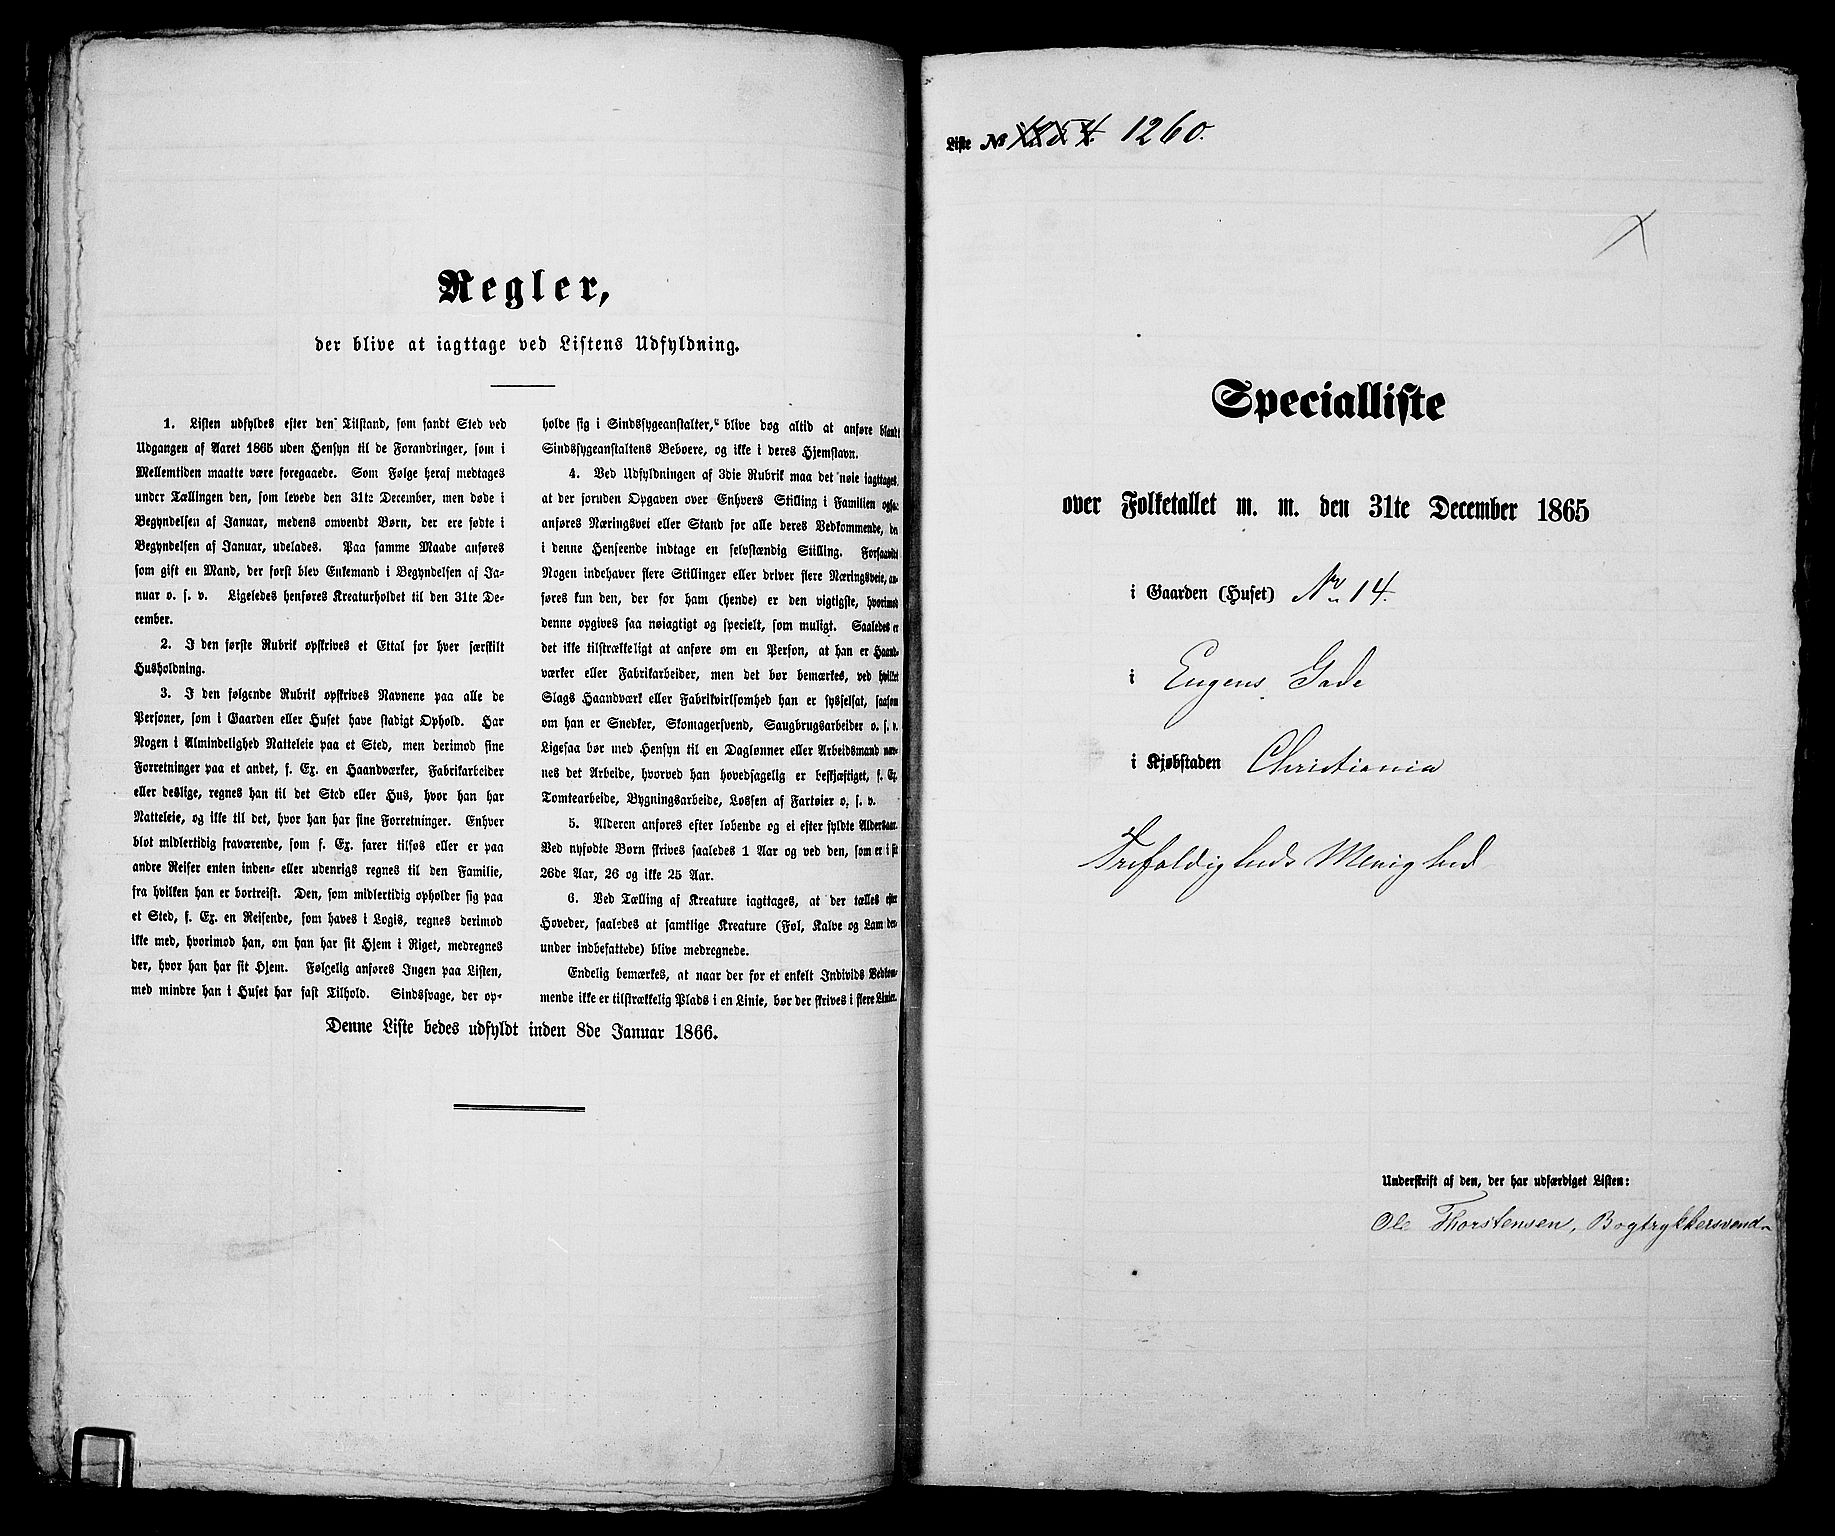 Regler,
der blive at iagttage ved Listens Udfyldning.
1. Listen udfyldes efter den Tilstand, som fandt Sted ved
Udgangen af Aaret 1865 uden Hensyn til de Forandringer, som i
Mellemtiden maatte være foregaaede. Som Følge heraf medtages
under Tællingen den, som levede den 31te December, men døde i
Begyndelsen af Januar, medens omvendt Børn, der ere fødte i
Begyndelsen af Januar, udelades. Paa samme Maade anføres
som gift en Mand, der først blev Enkemand i Begyndelsen af Ja-
nuar o. s. v. Ligeledes henføres Kreaturholdet til den 31te De-
cember.
2. I den første Rubrik opskrives et Ettal for hver særskilt
Husholdning.
3. I den følgende Rubrik opskrives Navnene paa alle de
Personer, som i Gaarden eller Huset have stadigt Ophold. Har
Nogen i Almindelighed Natteleie paa et Sted, men derimod sine
Forretninger paa et andet, f. Ex. en Haandværker, Fabrikarbeider
eller deslige, regnes han til det Sted eller Hus, hvor han har
Natteleie, og ikke til det, hvor han har sine Forretninger. Enhver
blot midlertidig fraværende, som f. Ex. farer tilsøs eller er paa
andre Reiser enten inden- eller udenrigs regnes til den Familie,
fra hvilken han er bortreist. Den, som midlertidig opholder sig paa
et Sted, f. Ex. en Reisende, som haves i Logis, regnes derimod
ikke med, hvorimod han, om han har sit Hjem i Riget, medregnes
der, hvor han har sit Hjem. Følgelig anføres Ingen paa Listen,
med mindre han i Huset har fast Tilhold. Sindssvage, der op-
holde sig i Sindssygeanstalter, blive dog altid at anføre blandt
Sindssygeanstaltens Beboere, og ikke i deres Hjemstavn.
4. Ved Udfyldningen af 3die Rubrik maa det nøie iagttages,
at der foruden Opgaven over Enhvers Stilling i Familien ogsaa
anføres Næringsvei eller Stand for alle deres Vedkommende, der
i denne Henseende indtage en selvstændig Stilling. Forsaavidt
Nogen indehaver flere Stillinger eller driver flere Næringsveie, an-
føres kun den, der for ham (hende) er den vigtigste, hvorimod
denne opgives saa nøiagtigt og specielt, som muligt. Saaledes er
det ikke tilstrækkeligt at anføre om en Person, at han er Haand-
værker eller Fabrikarbeider, men det bør bemærkes, ved hvilket
Slags Haandværk eller Fabrikvirksomhed han er sysselsat, saasom
om han er Snedker, Skomagersvend, Saugbrugsarbeider o. s. v.
Ligesaa bør med Hensyn til en Daglønner eller Arbeidsmand næv-
nes det Arbeide, hvorved han hovedsagelig er beskjæftiget, f. Ex.
Tomtearbeide, Bygningsarbeide, Lossen af Fartøier o. s. v.
5. Alderen anføres efter løbende og ei efter fyldte Aldersaar.
Ved nyfødte Børn skrives saaledes 1 Aar og ved den, som er i sit
26de Aar, 26 og ikke 25 Aar.
6. Ved Tælling af Kreature iagttages, at der tælles efter
Hoveder, saaledes at samtlige Kreature (Føl, Kalve og Lam der-
under indbefattede) blive medregnede.
Endelig bemærkes, at naar der for et enkelt Individs Vedkom-
mende ikke er tilstrækkelig Plads i en Linie, bør der skrives i flere Linier.
Denne Liste bedes udfyldt inden 8de Januar 1866.
Liste № 1260.
Specialliste
over Folketallet m. m. den 31te December 1865
i Gaarden (Huset) Nr 14.
i Eugens Gade
i Kjøbstaden Christiania
Trefoldigheds Menighed
Underskrift af den, der har udfærdiget Listen:
Ole Thorstensen, Bogtrykkersvend